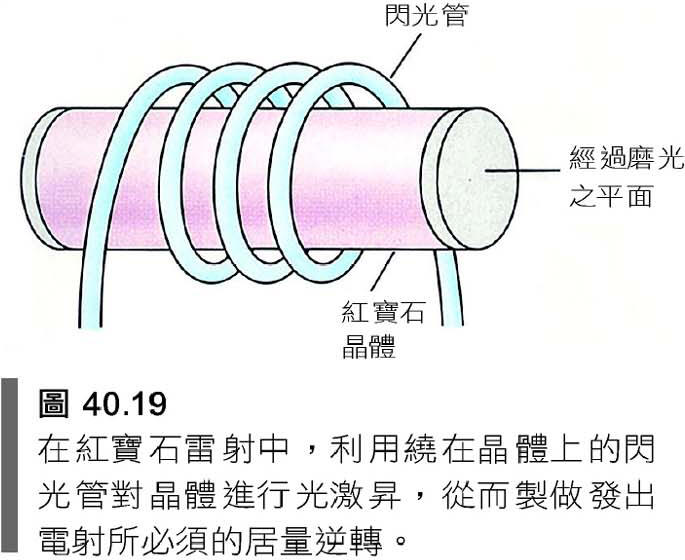 閃光管
經過磨光
之平面
紅寶石
晶體
圖 40.19
在紅寶石雷射中，利用繞在晶體上的閃
光管對晶體進行光激昇，從而製做發出
電射所必須的居量逆轉。